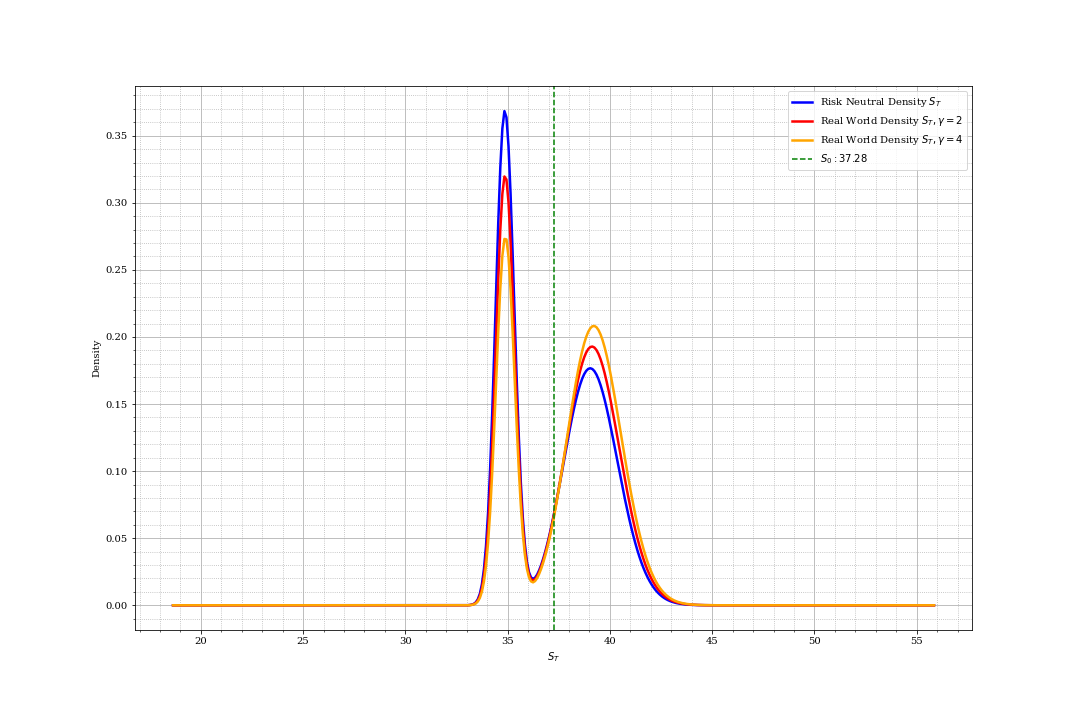 Risk Neutral Density S_T
Real World Density S_T, γ = 2
Real World Density S_T, γ = 4
S_0 : 37.28
Density
0.35
0.30
0.25
0.20
0.15
0.10
0.05
0.00
20 25 30 35 40 45 50 55
S_T